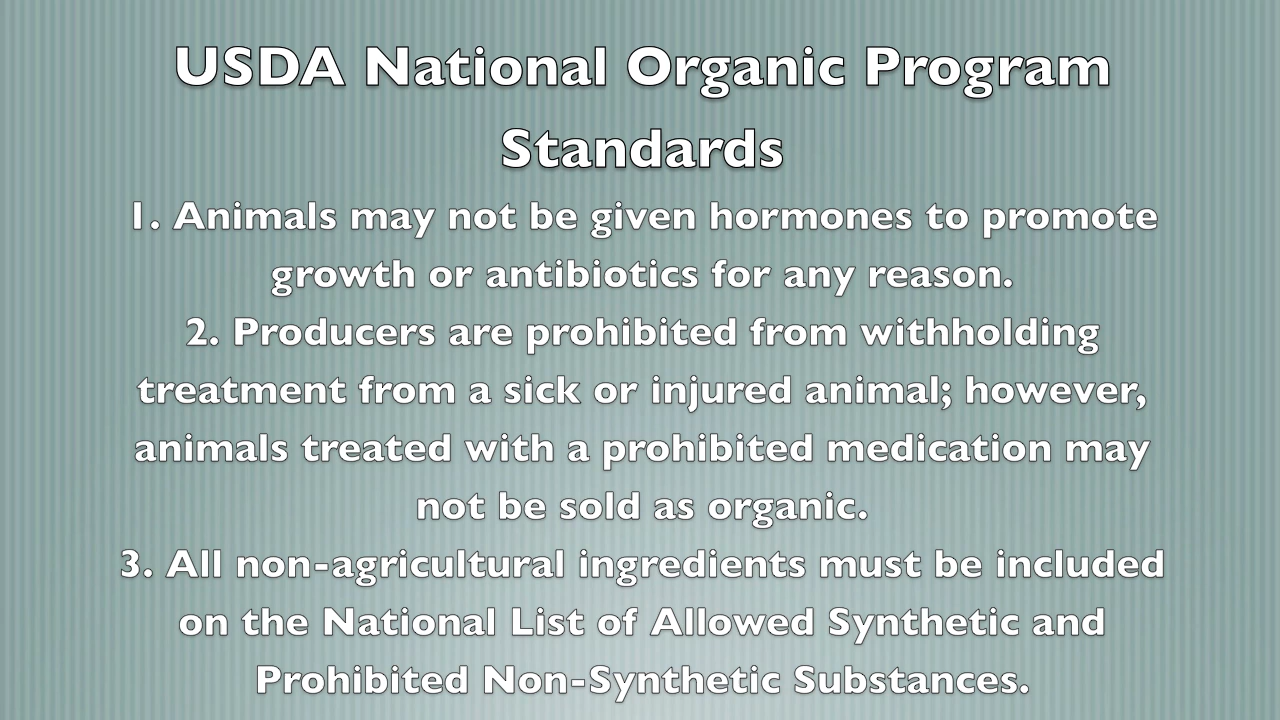 USDA National Organic Program
Standards
1. Animals may not be given hormones to promote
growth or antibiotics for any reason.
2. Producers are prohibited from withholding
treatment from a sick or injured animal; however,
animals treated with a prohibited medication may
not be sold as organic.
3. All non-agricultural ingredients must be included
on the National List of Allowed Synthetic and
Prohibited Non-Synthetic Substances.